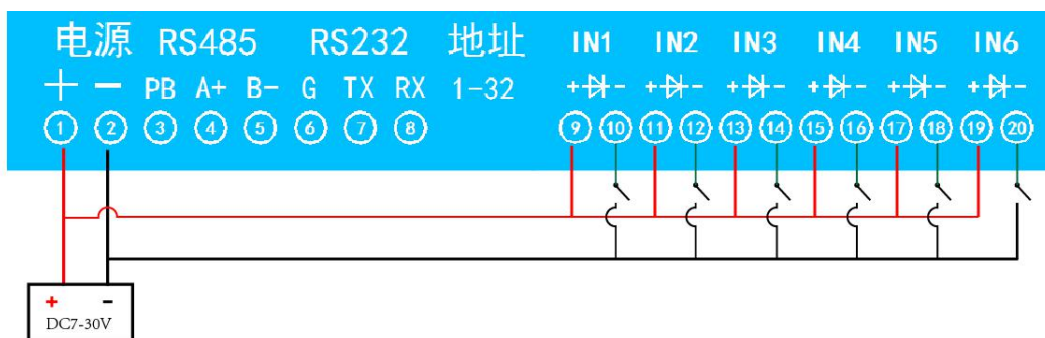 电源 RS485 RS232 地址 IN1 IN2 IN3 IN4 IN5 IN6
+ - PB A+ B- G TX RX 1-32 + - + - + - + - + - + -
1 2 3 4 5 6 7 8 9 10 11 12 13 14 15 16 17 18 19 20
+ -
DC7-30V